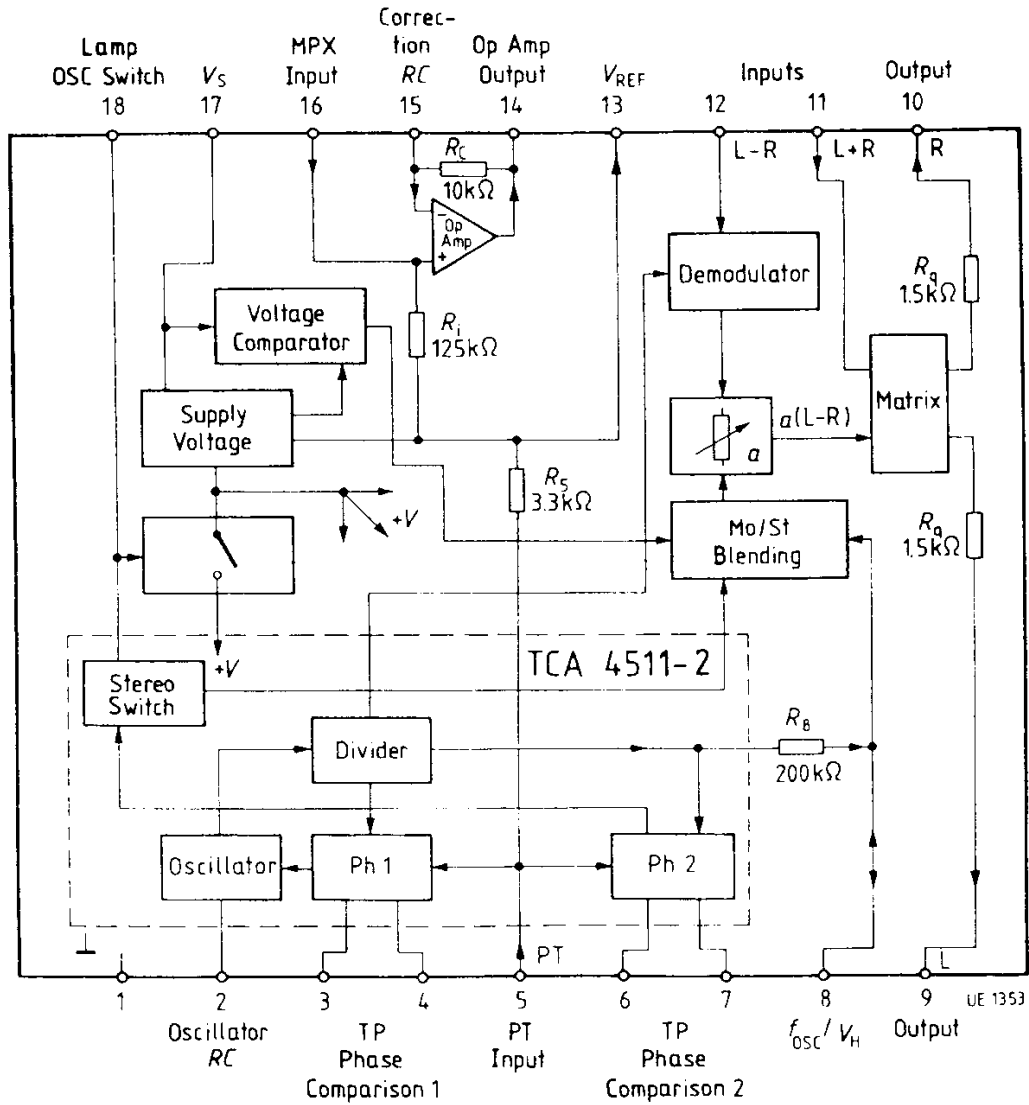 Correc-
Lamp
MPX
tion
Op Amp
OSC Switch
V_S
Input
RC
Output
V_REF
Inputs
Output
18
17
16
15
14
13
12
11
10
R_C
10kΩ
L-R
L+R
R
-
Op
Amp
+
Demodulator
R_q
1.5kΩ
Voltage
Comparator
R_i
125kΩ
Matrix
Supply
Voltage
a
a(L-R)
R_5
3.3kΩ
+V
Mo/St
Blending
R_q
1.5kΩ
+V
TCA 4511-2
Stereo
Switch
Divider
R_8
200kΩ
Oscillator
Ph 1
Ph 2
PT
L
1
2
3
4
5
6
7
8
9
UE 1353
Oscillator
RC
TP
Phase
Comparison 1
PT
Input
TP
Phase
Comparison 2
f_OSC / V_H
Output